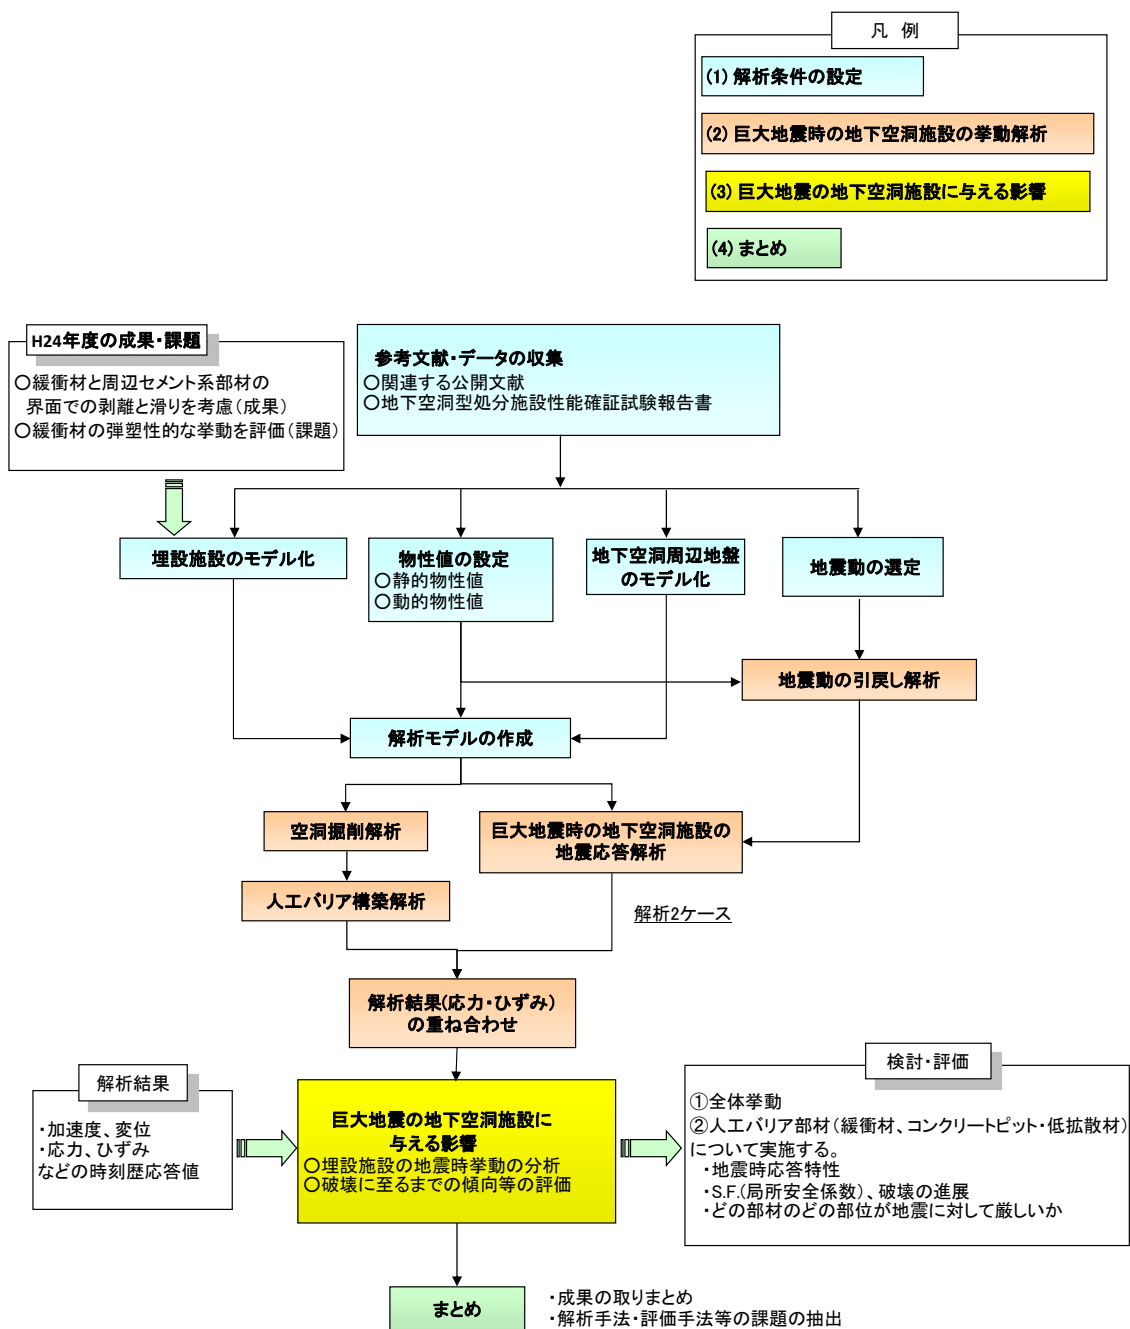 凡 例
(1) 解析条件の設定
(2) 巨大地震時の地下空洞施設の挙動解析
(3) 巨大地震の地下空洞施設に与える影響
(4) まとめ
H24年度の成果・課題
○緩衝材と周辺セメント系部材の
界面での剥離と滑りを考慮(成果)
○緩衝材の弾塑性的な挙動を評価(課題)
参考文献・データの収集
○関連する公開文献
○地下空洞型処分施設性能確証試験報告書
埋設施設のモデル化
物性値の設定
○静的物性値
○動的物性値
地下空洞周辺地盤
のモデル化
地震動の選定
地震動の引戻し解析
解析モデルの作成
空洞掘削解析
巨大地震時の地下空洞施設の
地震応答解析
人工バリア構築解析
解析2ケース
解析結果(応力・ひずみ)
の重ね合わせ
解析結果
・加速度、変位
・応力、ひずみ
などの時刻歴応答値
巨大地震の地下空洞施設に
与える影響
○埋設施設の地震時挙動の分析
○破壊に至るまでの傾向等の評価
検討・評価
①全体挙動
②人工バリア部材(緩衝材、コンクリートピット・低拡散材)
について実施する。
・地震時応答特性
・S.F.(局所安全係数)、破壊の進展
・どの部材のどの部位が地震に対して厳しいか
まとめ
・成果の取りまとめ
・解析手法・評価手法等の課題の抽出